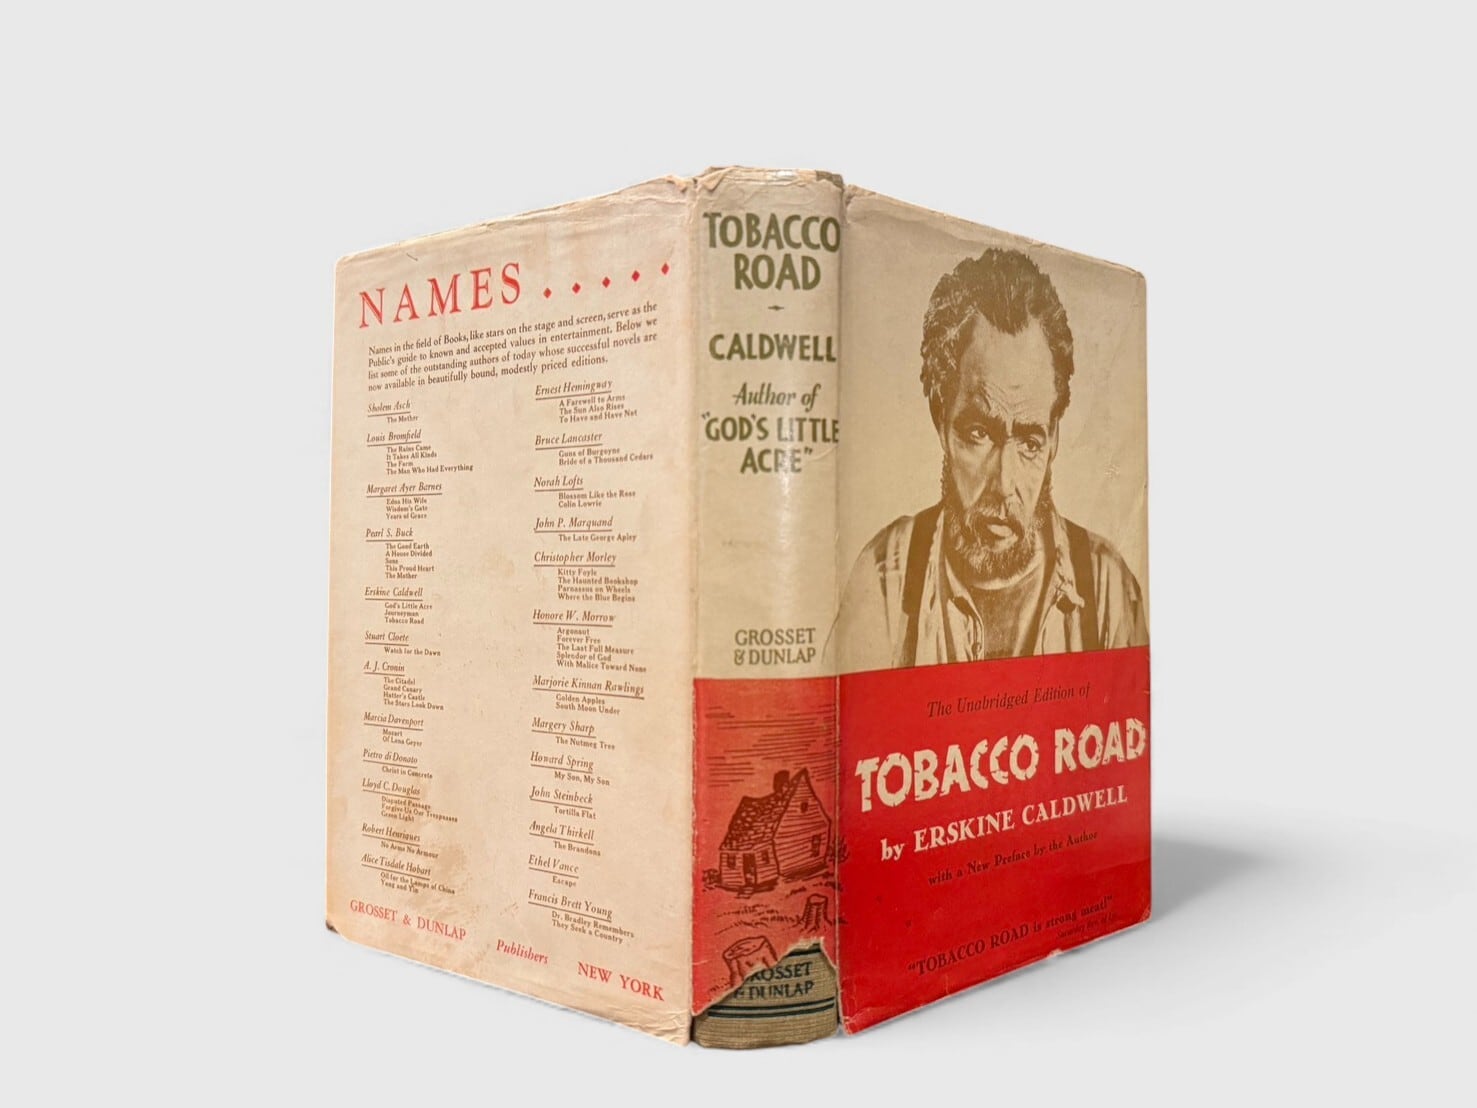 NAMES . . . . .
Names in the field of Books, like stars on the stage and screen, serve as the
Public's guide to known and accepted values in entertainment. Below we
list some of the outstanding authors of today whose successful novels are
now available in beautifully bound, modestly priced editions.
Sholem Asch
The Mother
Louis Bromfield
The Rains Came
It Takes All Kinds
The Farm
The Man Who Had Everything
Margaret Ayer Barnes
Edna His Wife
Wisdom's Gate
Years of Grace
Pearl S. Buck
The Good Earth
A House Divided
Sons
This Proud Heart
The Mother
Erskine Caldwell
God's Little Acre
Journeyman
Tobacco Road
Stuart Cloete
Watch for the Dawn
A. J. Cronin
The Citadel
Grand Canary
Hatter's Castle
The Stars Look Down
Marcia Davenport
Mozart
Of Lena Geyer
Pietro di Donato
Christ in Concrete
Lloyd C. Douglas
Disputed Passage
Forgive Us Our Trespasses
Green Light
Robert Henriques
No Arms No Armour
Alice Tisdale Hobart
Oil for the Lamps of China
Yang and Yin
Ernest Hemingway
A Farewell to Arms
The Sun Also Rises
To Have and Have Not
Bruce Lancaster
Guns of Burgoyne
Bride of a Thousand Cedars
Norah Lofts
Blossom Like the Rose
Colin Lowrie
John P. Marquand
The Late George Apley
Christopher Morley
Kitty Foyle
The Haunted Bookshop
Parnassus on Wheels
Where the Blue Begins
Honore W. Morrow
Argonaut
Forever Free
The Last Full Measure
Splendor of God
With Malice Toward None
Marjorie Kinnan Rawlings
Golden Apples
South Moon Under
Margery Sharp
The Nutmeg Tree
Howard Spring
My Son, My Son
John Steinbeck
Tortilla Flat
Angela Thirkell
The Brandons
Ethel Vance
Escape
Francis Brett Young
Dr. Bradley Remembers
They Seek a Country
GROSSET & DUNLAP Publishers NEW YORK
TOBACCO
ROAD
CALDWELL
Author of
"GOD'S LITTLE
ACRE"
GROSSET
& DUNLAP
GROSSET
& DUNLAP
The Unabridged Edition of
TOBACCO ROAD
by ERSKINE CALDWELL
with a New Preface by the Author
"TOBACCO ROAD is strong meat!"